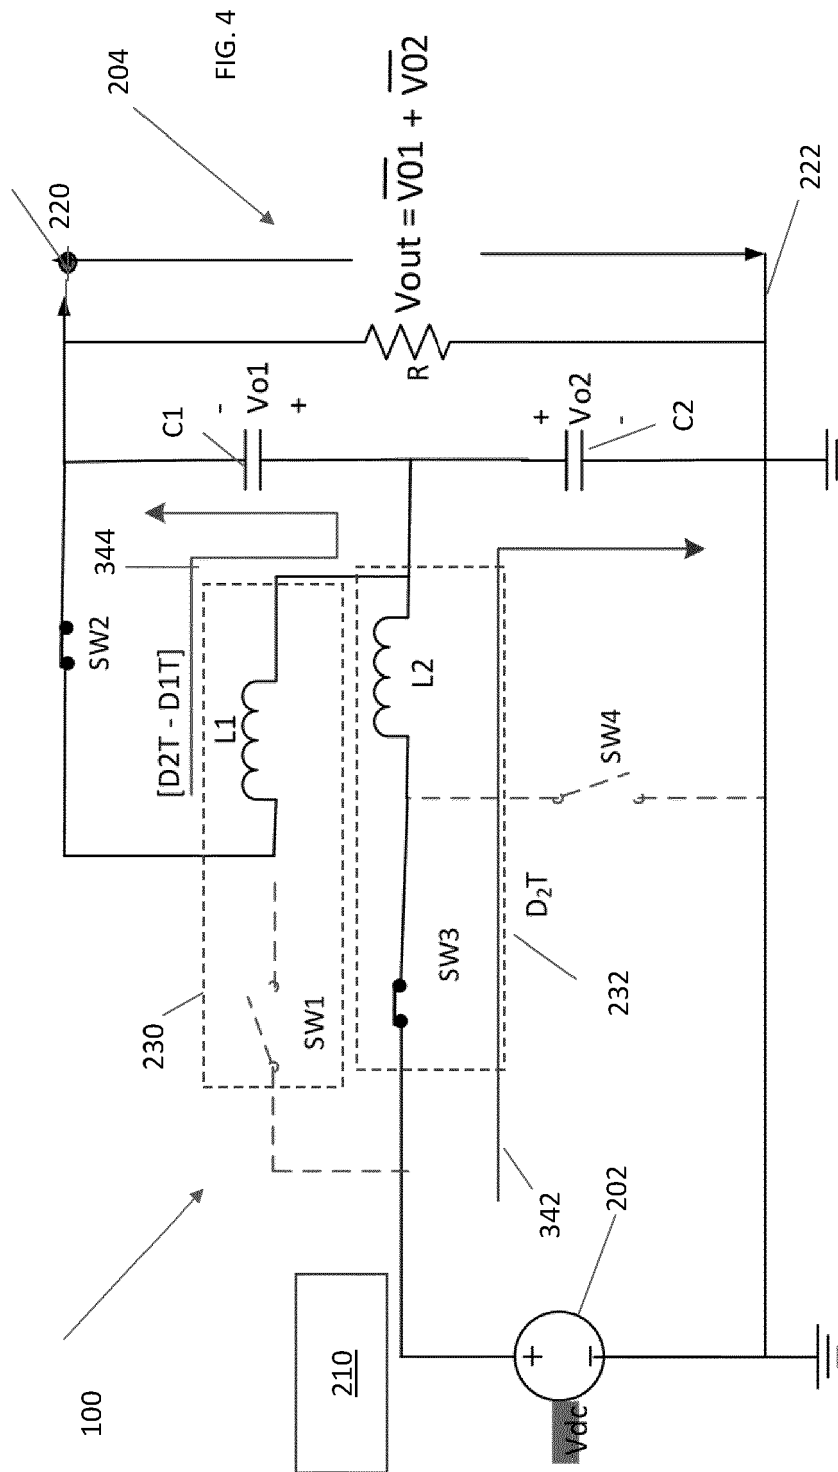 FIG. 4
204
220
Vout = V01 + V02
222
C1
-
Vo1
+
R
+
Vo2
-
C2
344
SW2
[D2T - D1T]
L1
L2
SW4
D₂T
SW3
232
SW1
230
342
202
100
210
+
-
Vdc